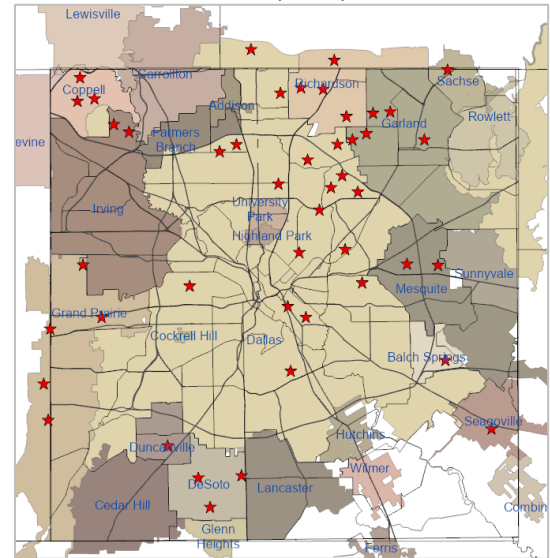 Lewisville
Carrollton
Coppell
Richardson
Sachse
Addison
Rowlett
Garland
Farmers
Branch
evine
Irving
University
Park
Highland Park
Sunnyvale
Mesquite
Grand Prairie
Cockrell Hill
Dallas
Balch Springs
Seagoville
Hutchins
Duncanville
Wilmer
DeSoto
Lancaster
Cedar Hill
Combin
Glenn
Heights
Ferris